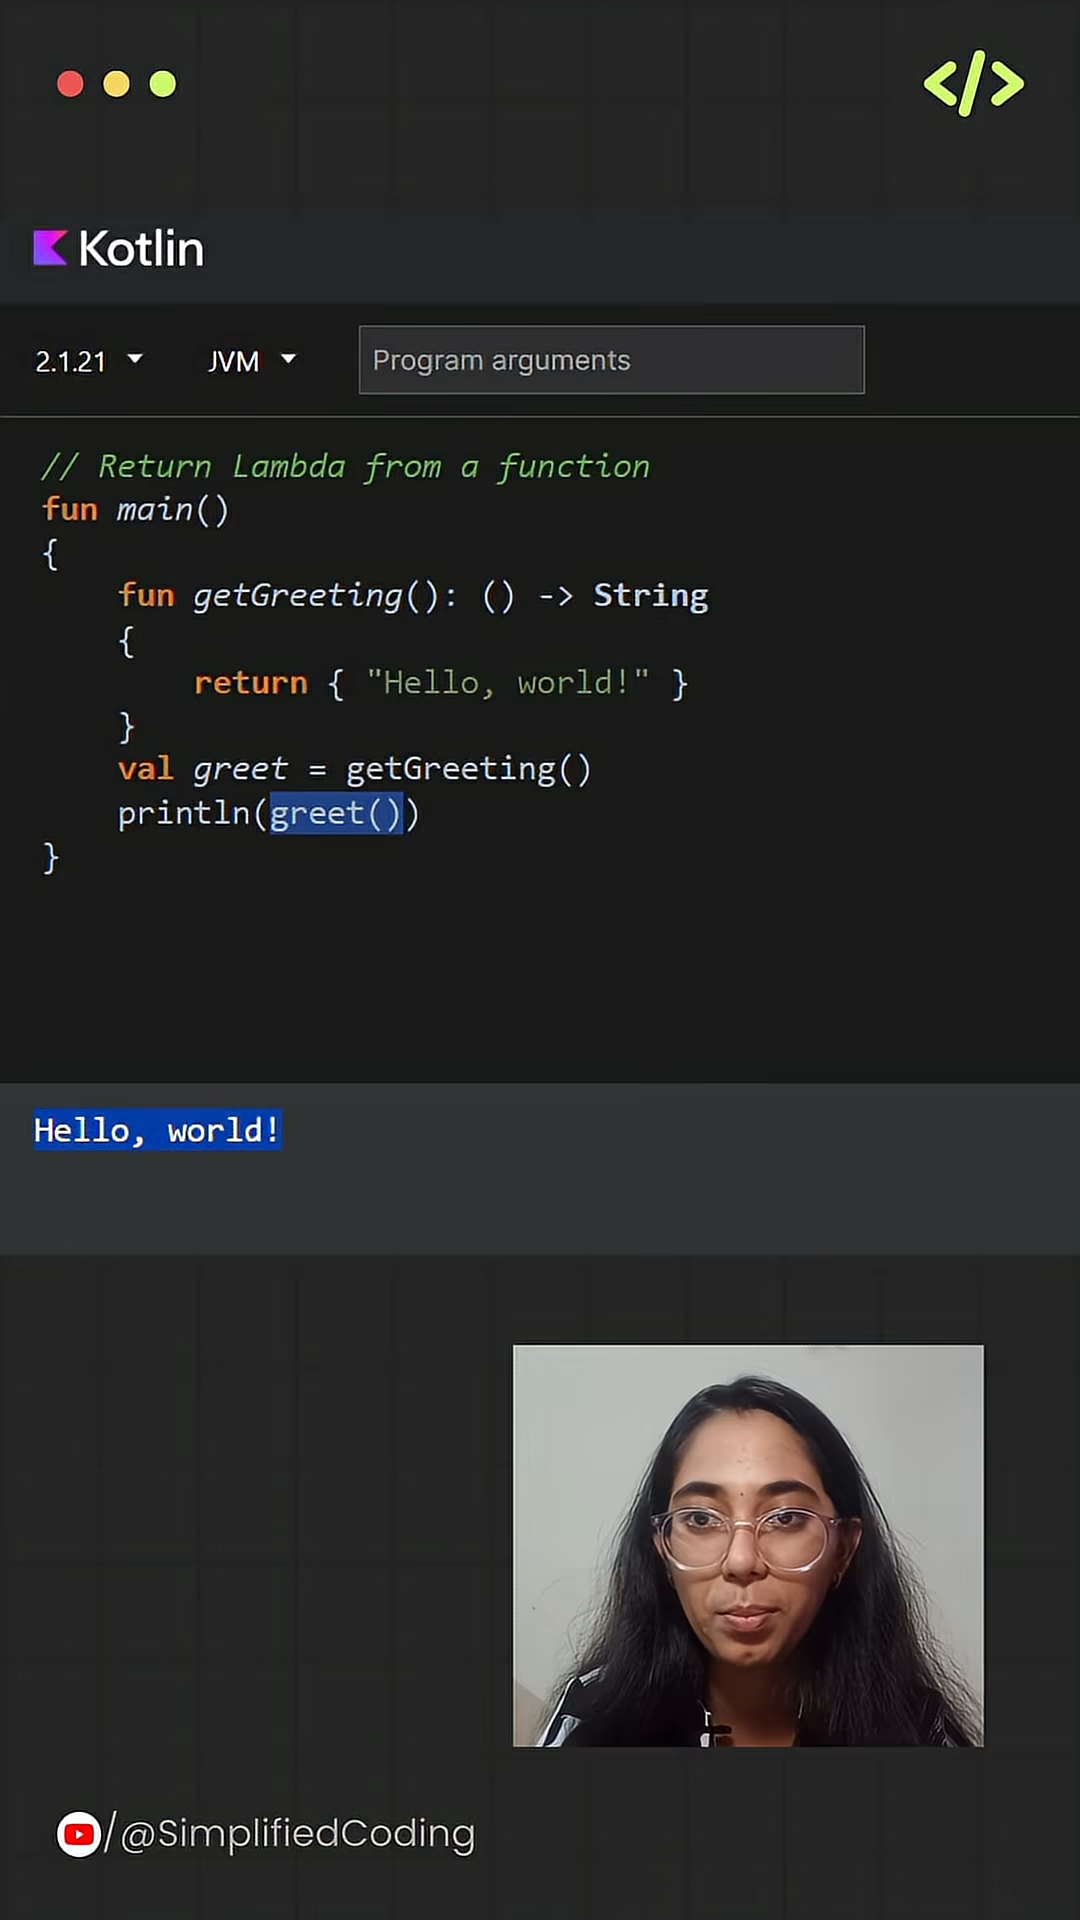 </>
Kotlin
2.1.21 JVM Program arguments
// Return Lambda from a function
fun main()
{
    fun getGreeting(): () -> String
    {
        return { "Hello, world!" }
    }
    val greet = getGreeting()
    println(greet())
}
Hello, world!
/@SimplifiedCoding